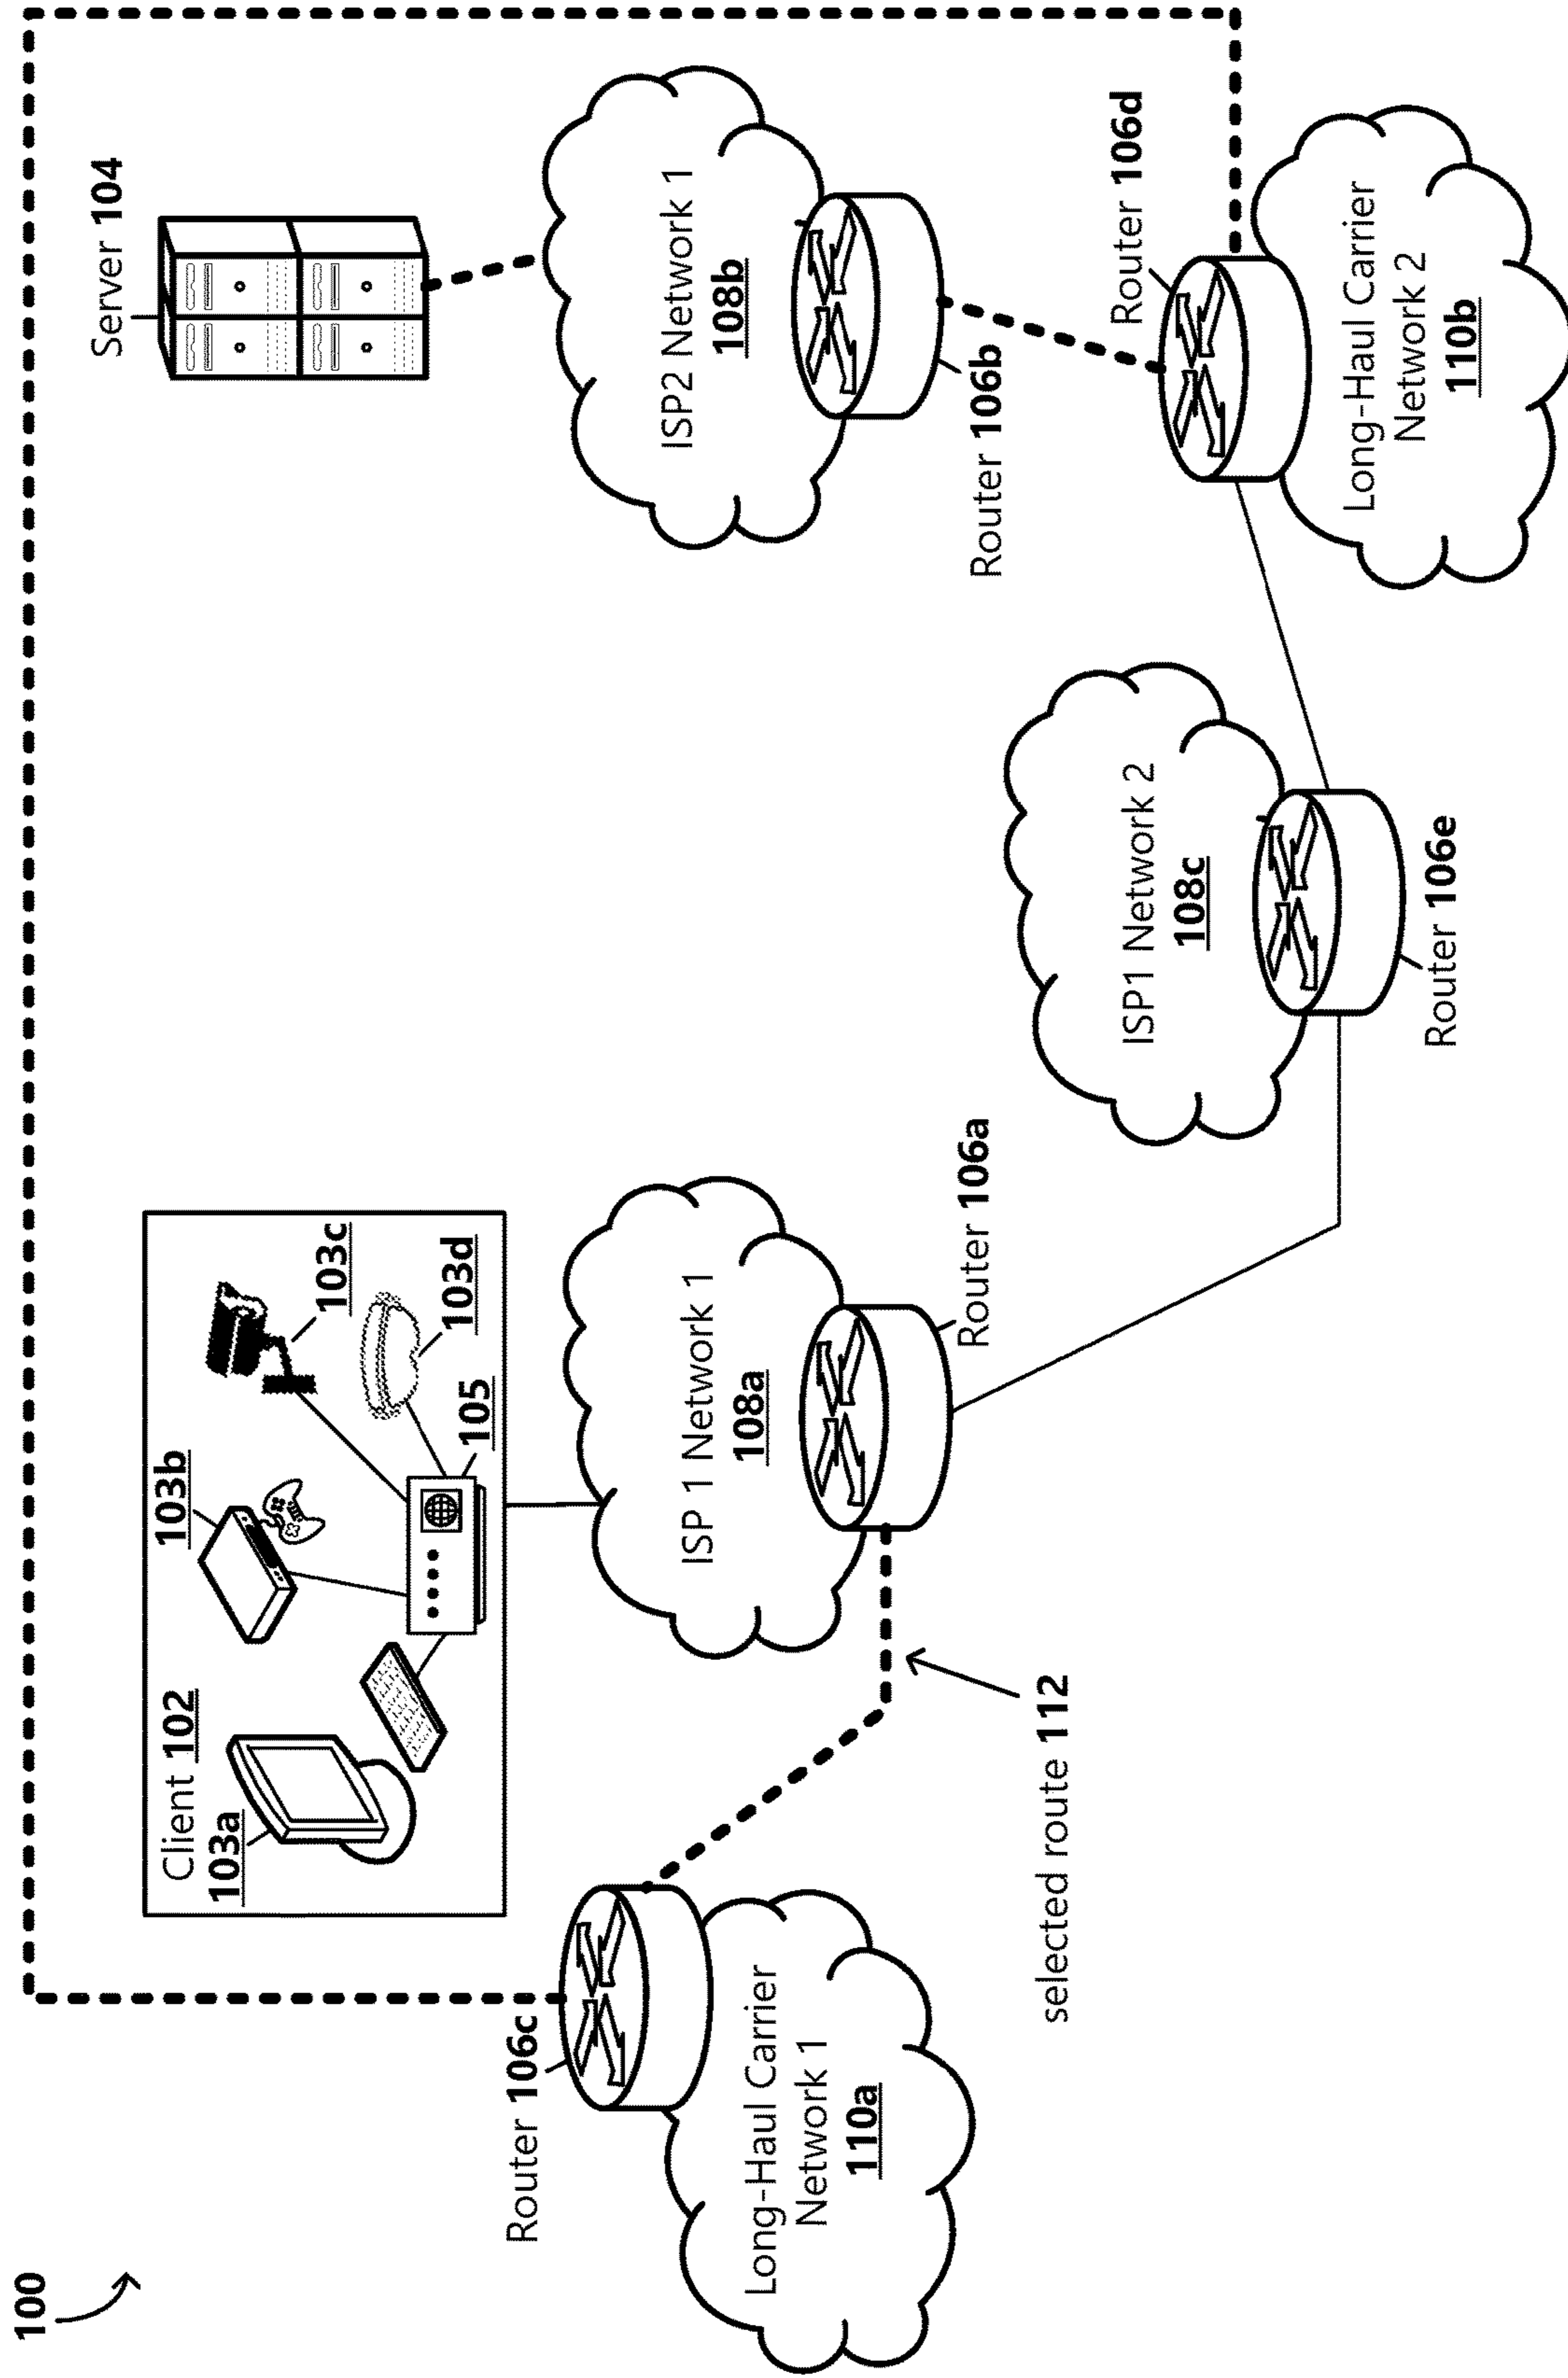 100
Client 102
103a
103b
103c
103d
105
Server 104
Router 106c
Long-Haul Carrier
Network 1
110a
ISP 1 Network 1
108a
Router 106a
selected route 112
ISP1 Network 2
108c
Router 106e
ISP2 Network 1
108b
Router 106b
Router 106d
Long-Haul Carrier
Network 2
110b